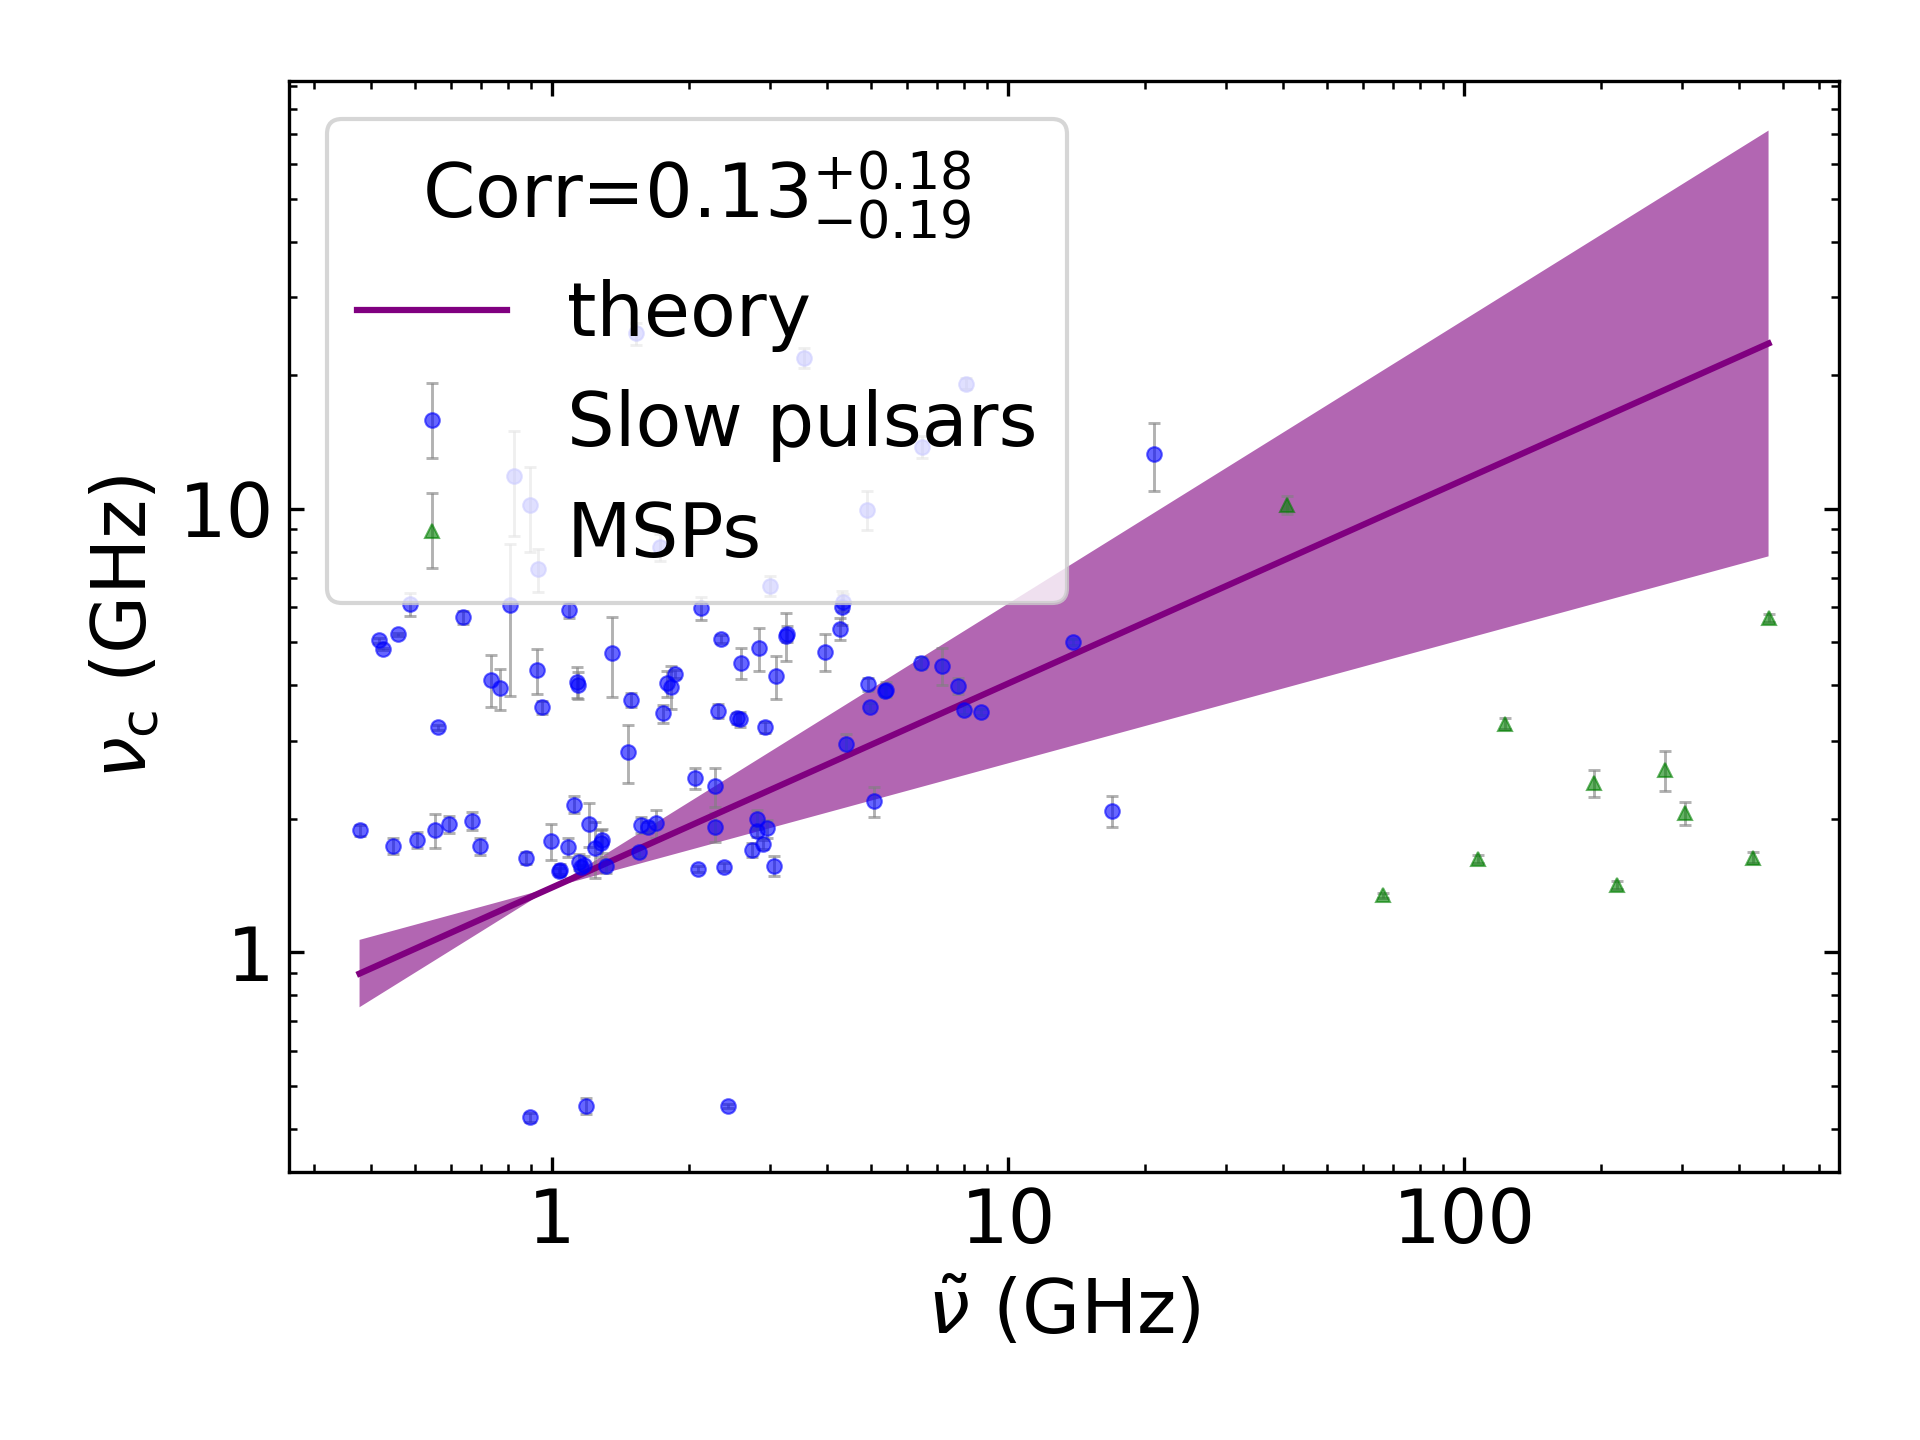 Corr=0.13+0.18−0.19
theory
Slow pulsars
MSPs
10
1
νc (GHz)
1 10 100
ν̃ (GHz)